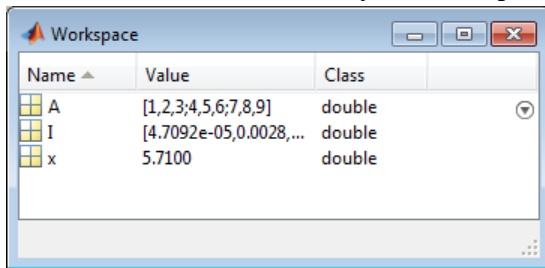 Workspace
Name Value Class
A [1,2,3;4,5,6;7,8,9] double
I [4.7092e-05,0.0028,... double
x 5.7100 double